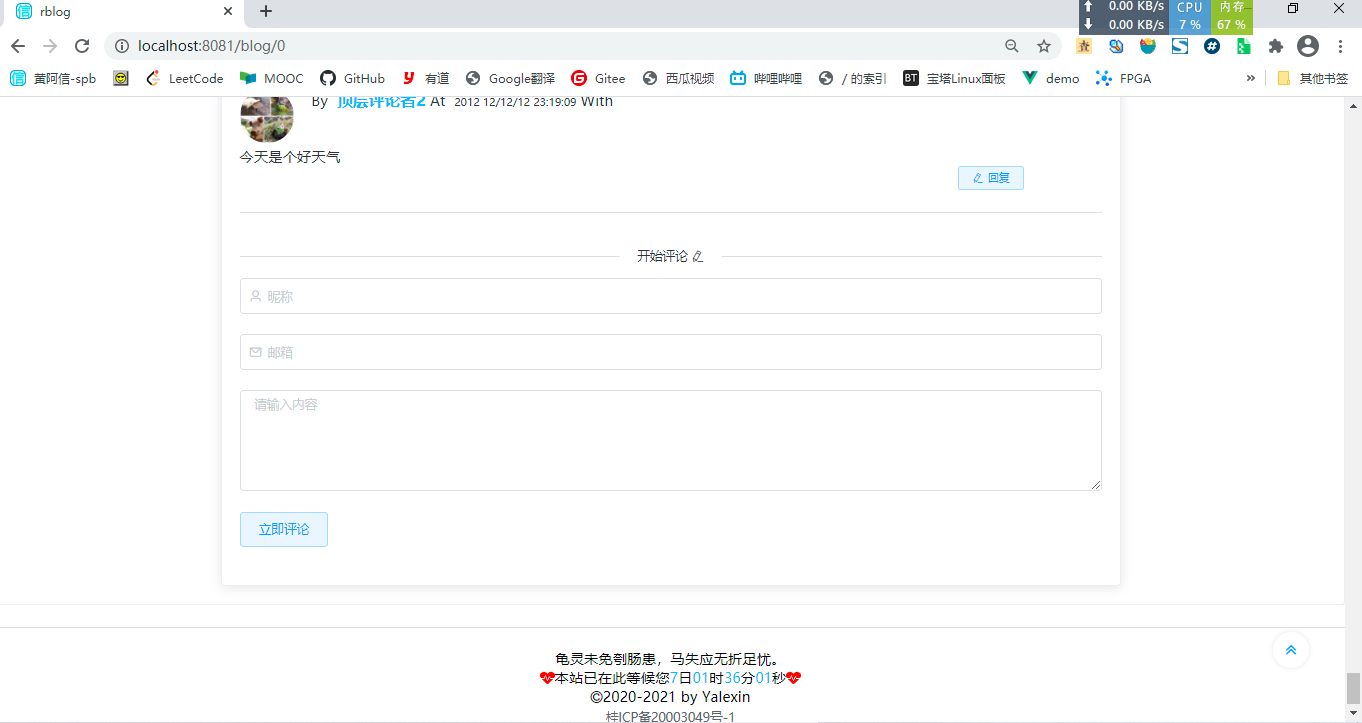 rblog
0.00 KB/s
0.00 KB/s
CPU
7 %
内存
67 %
localhost:8081/blog/0
黄阿信-spb
LeetCode
MOOC
GitHub
有道
Google翻译
Gitee
西瓜视频
哔哩哔哩
/ 的索引
BT
宝塔Linux面板
demo
FPGA
»
其他书签
By 顶层评论者2 At 2012 12/12/12 23:19:09 With
今天是个好天气
回复
开始评论
昵称
邮箱
请输入内容
立即评论
龟灵未免刳肠患，马失应无折足忧。
本站已在此等候您7日01时36分01秒
©2020-2021 by Yalexin
桂ICP备20003049号-1